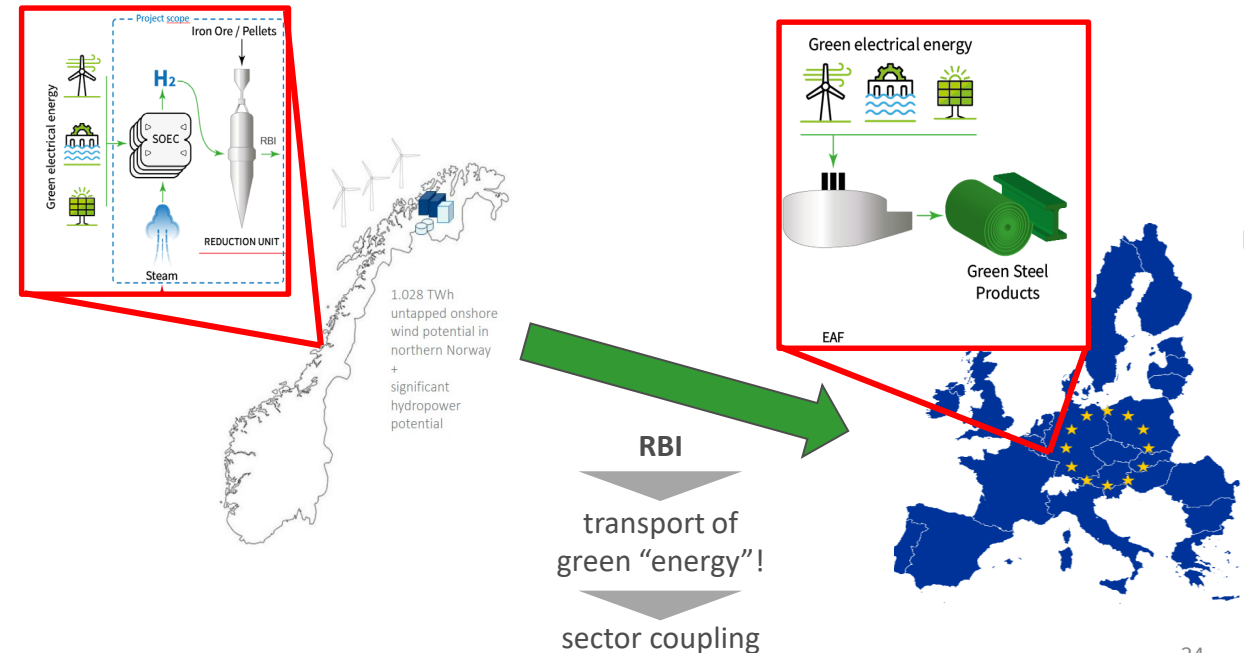 Project scope
Iron Ore / Pellets
Green electrical energy
H2
SOEC
RBI
REDUCTION UNIT
Steam
1.028 TWh
untapped onshore
wind potential in
northern Norway
+
significant
hydropower
potential
RBI
transport of
green “energy”!
sector coupling
Green electrical energy
Green Steel
Products
EAF